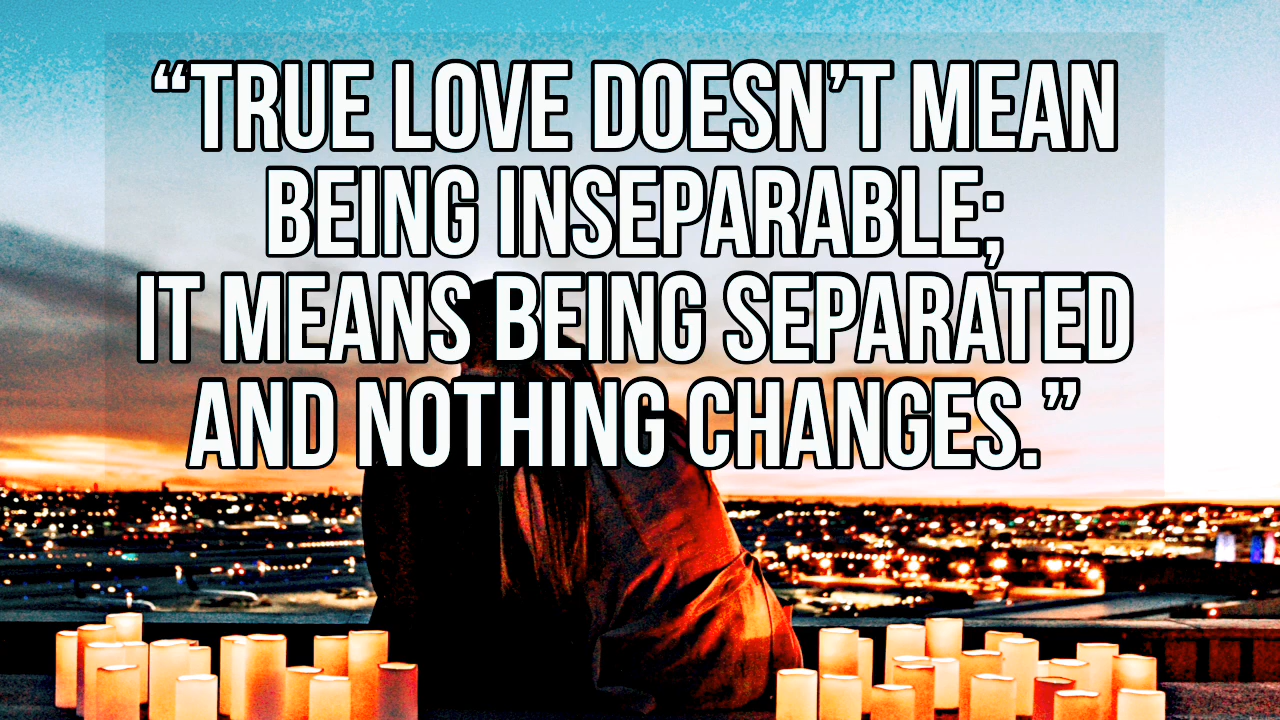 “TRUE LOVE DOESN’T MEAN
BEING INSEPARABLE;
IT MEANS BEING SEPARATED
AND NOTHING CHANGES.”